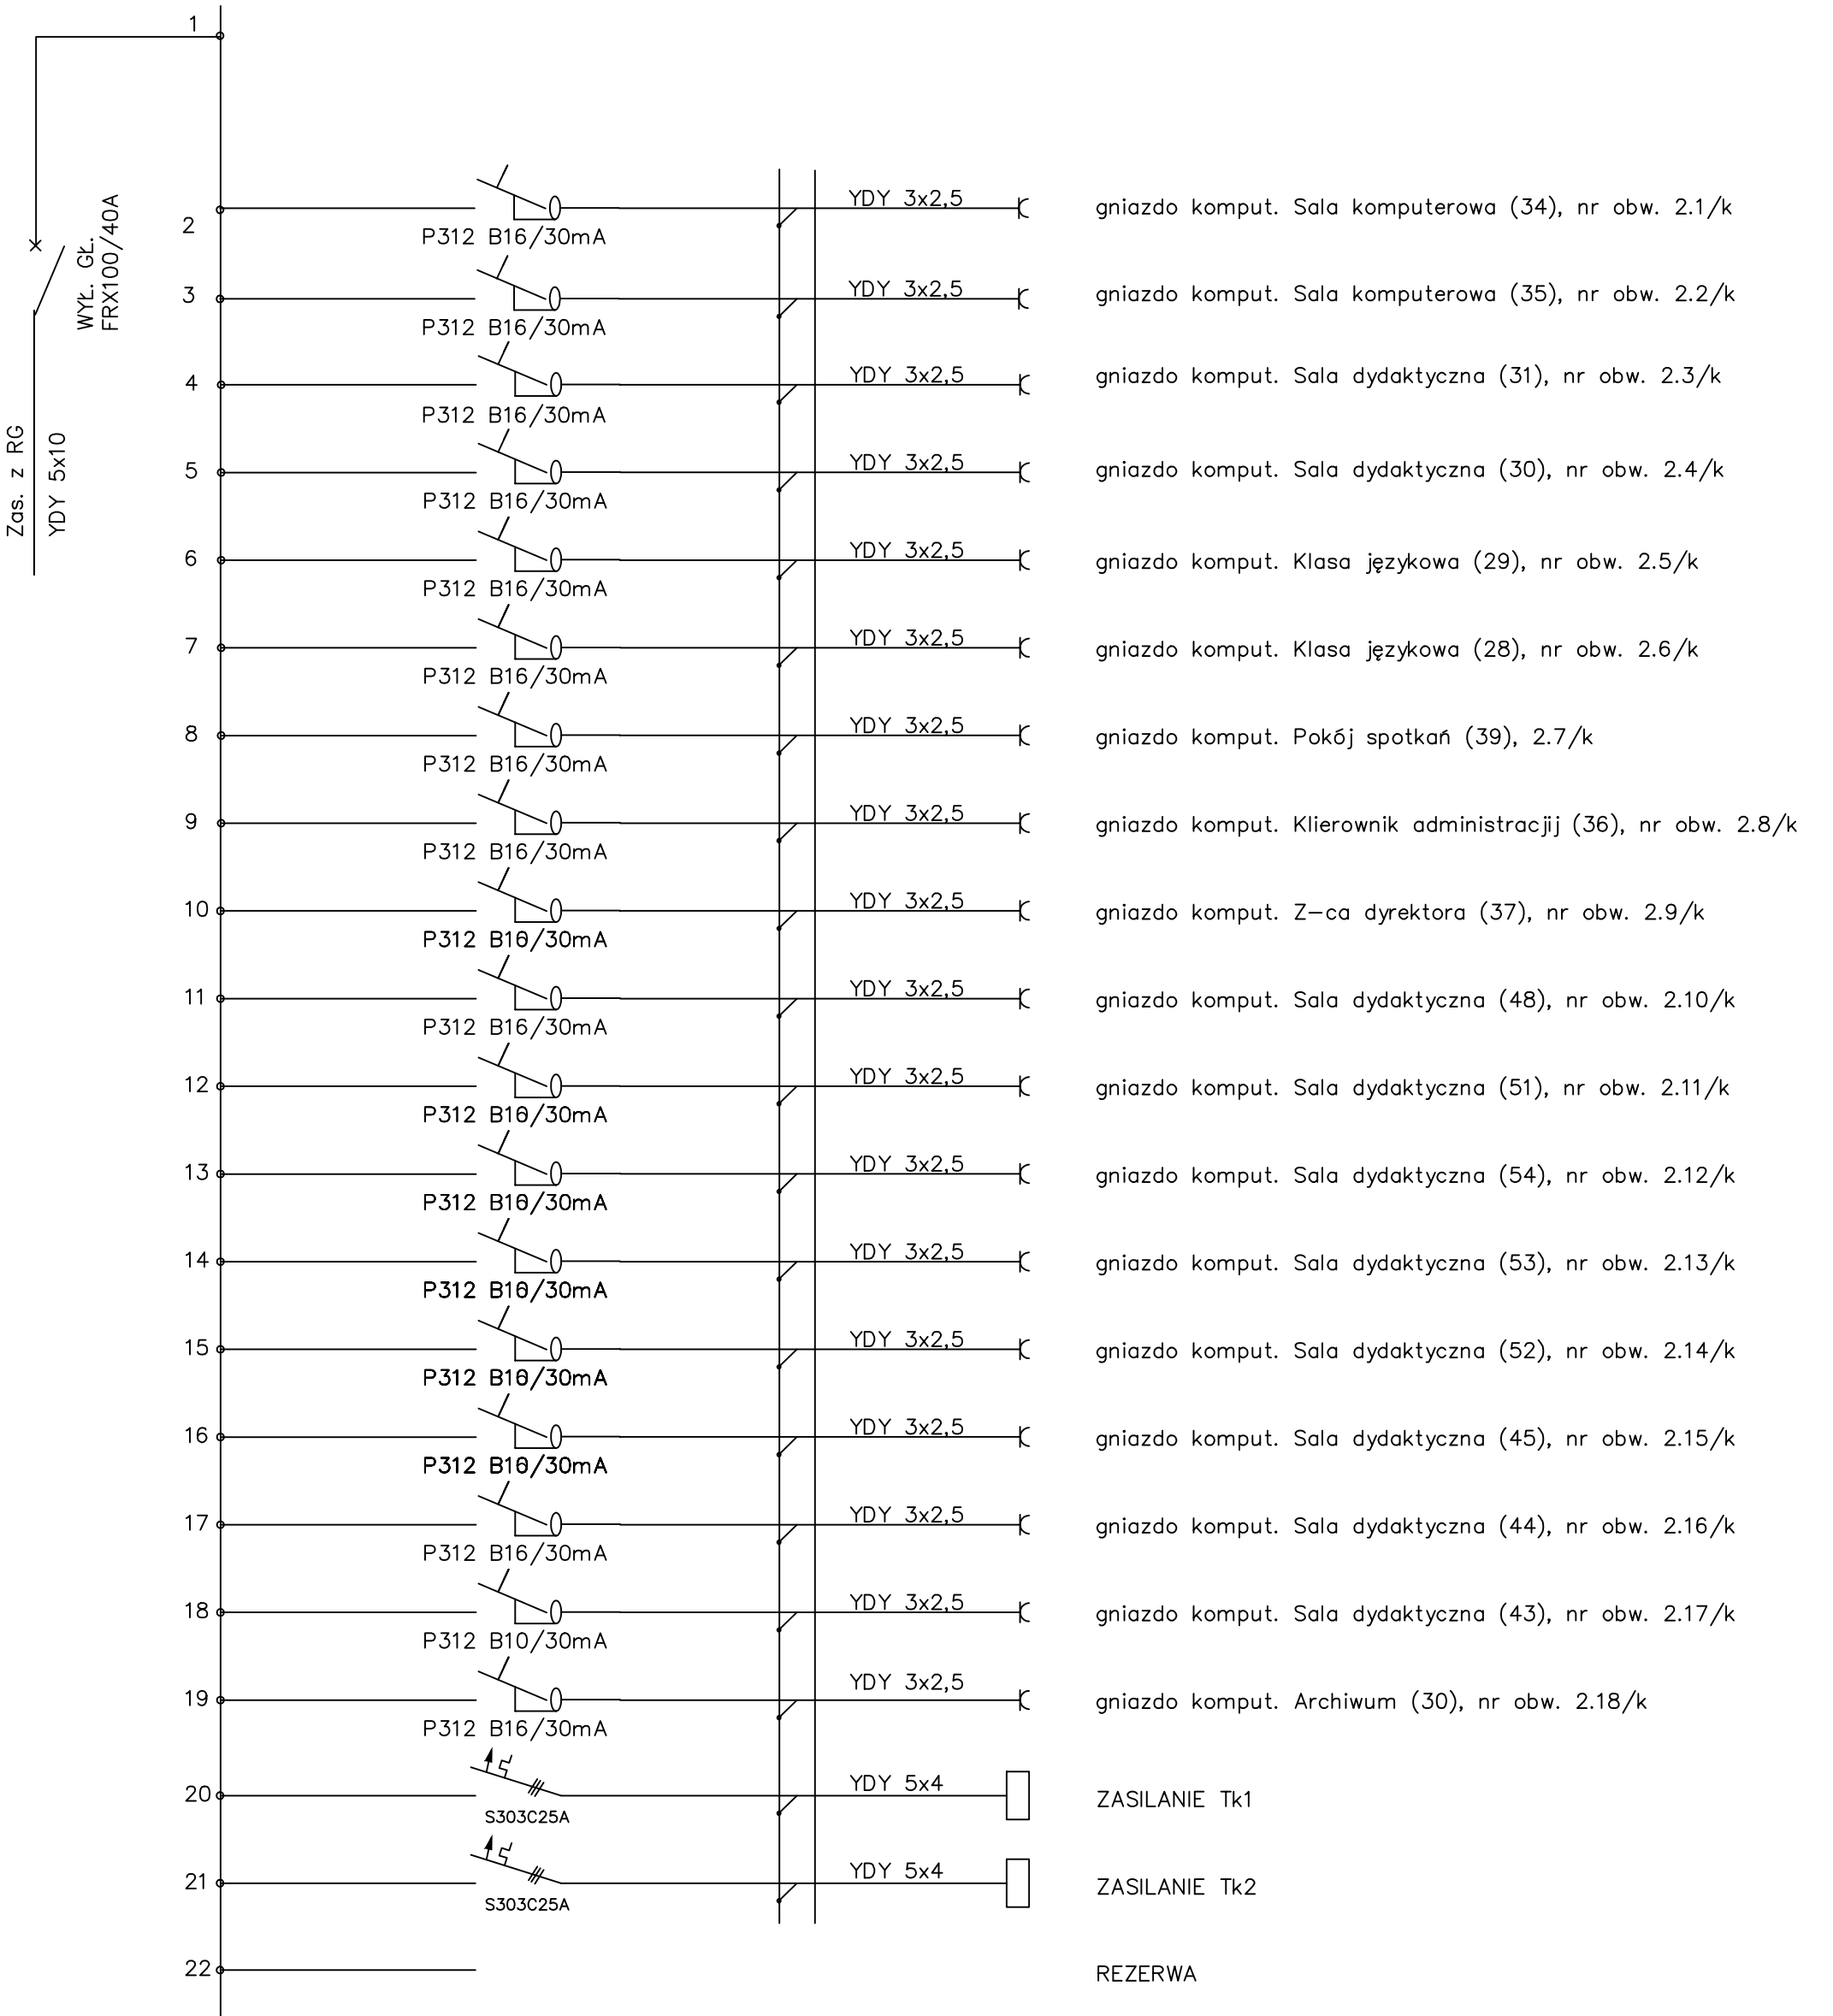 1
WYŁ. GŁ.
FRX100/40A
Zas. z RG
YDY 5x10
2
P312 B16/30mA
YDY 3x2,5
gniazdo komput. Sala komputerowa (34), nr obw. 2.1/k
3
P312 B16/30mA
YDY 3x2,5
gniazdo komput. Sala komputerowa (35), nr obw. 2.2/k
4
P312 B16/30mA
YDY 3x2,5
gniazdo komput. Sala dydaktyczna (31), nr obw. 2.3/k
5
P312 B16/30mA
YDY 3x2,5
gniazdo komput. Sala dydaktyczna (30), nr obw. 2.4/k
6
P312 B16/30mA
YDY 3x2,5
gniazdo komput. Klasa językowa (29), nr obw. 2.5/k
7
P312 B16/30mA
YDY 3x2,5
gniazdo komput. Klasa językowa (28), nr obw. 2.6/k
8
P312 B16/30mA
YDY 3x2,5
gniazdo komput. Pokój spotkań (39), 2.7/k
9
P312 B16/30mA
YDY 3x2,5
gniazdo komput. Klierownik administracjij (36), nr obw. 2.8/k
10
P312
YDY 3x2,5
gniazdo komput. Z-ca dyrektora (37), nr obw. 2.9/k
11
P312 B16/30mA
YDY 3x2,5
gniazdo komput. Sala dydaktyczna (48), nr obw. 2.10/k
12
P312
YDY 3x2,5
gniazdo komput. Sala dydaktyczna (51), nr obw. 2.11/k
13
P312
YDY 3x2,5
gniazdo komput. Sala dydaktyczna (54), nr obw. 2.12/k
14
P312
YDY 3x2,5
gniazdo komput. Sala dydaktyczna (53), nr obw. 2.13/k
15
P312
YDY 3x2,5
gniazdo komput. Sala dydaktyczna (52), nr obw. 2.14/k
16
P312
YDY 3x2,5
gniazdo komput. Sala dydaktyczna (45), nr obw. 2.15/k
17
P312 B16/30mA
YDY 3x2,5
gniazdo komput. Sala dydaktyczna (44), nr obw. 2.16/k
18
P312 B10/30mA
YDY 3x2,5
gniazdo komput. Sala dydaktyczna (43), nr obw. 2.17/k
19
P312 B16/30mA
YDY 3x2,5
gniazdo komput. Archiwum (30), nr obw. 2.18/k
20
S303C25A
YDY 5x4
ZASILANIE Tk1
21
S303C25A
YDY 5x4
ZASILANIE Tk2
22
REZERWA